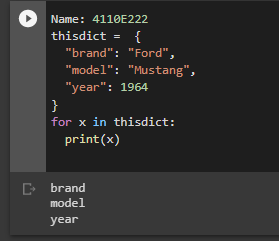 Name: 4110E222
thisdict =  {
  "brand": "Ford",
  "model": "Mustang",
  "year": 1964
}
for x in thisdict:
  print(x)
brand
model
year